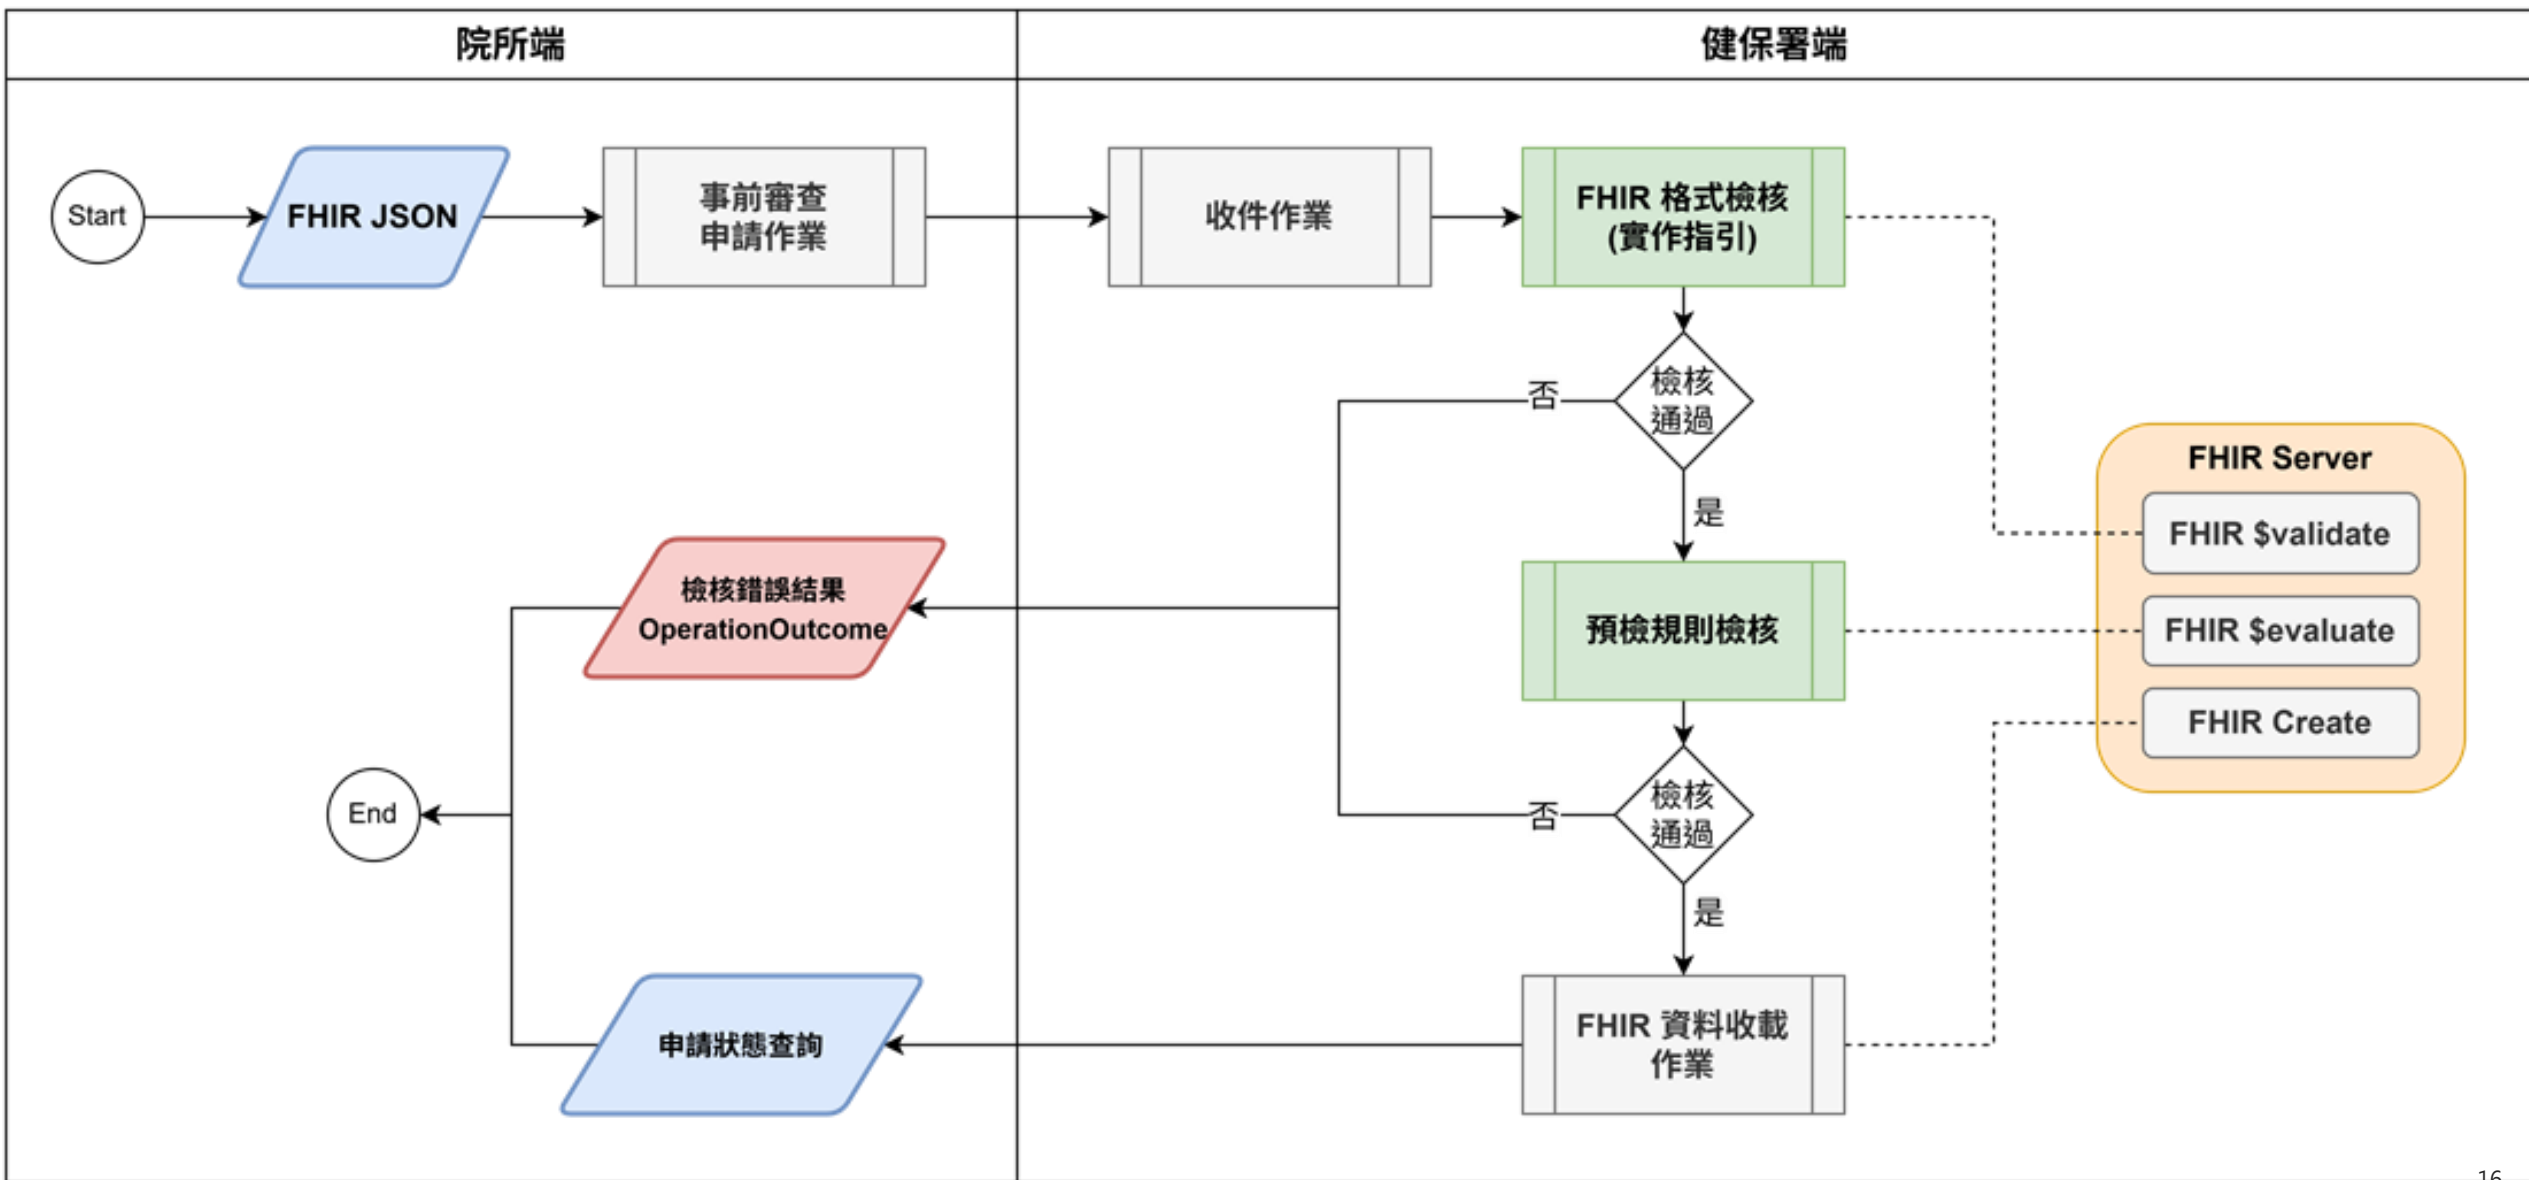 院所端
健保署端
Start
FHIR JSON
事前審查
申請作業
收件作業
FHIR 格式檢核
(實作指引)
檢核
通過
否
是
FHIR Server
FHIR $validate
FHIR $evaluate
FHIR Create
檢核錯誤結果
OperationOutcome
預檢規則檢核
End
檢核
通過
否
是
申請狀態查詢
FHIR 資料收載
作業
16